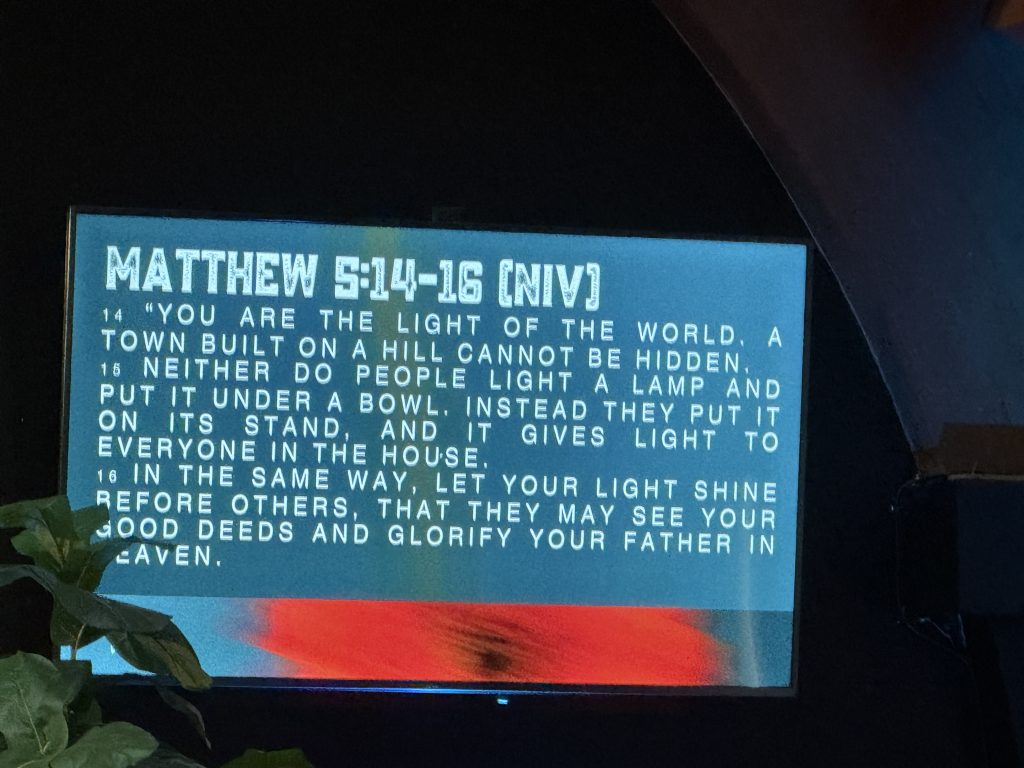 MATTHEW 5:14-16 (NIV)
14 “YOU ARE THE LIGHT OF THE WORLD. A
TOWN BUILT ON A HILL CANNOT BE HIDDEN.
15 NEITHER DO PEOPLE LIGHT A LAMP AND
PUT IT UNDER A BOWL. INSTEAD THEY PUT IT
ON ITS STAND, AND IT GIVES LIGHT TO
EVERYONE IN THE HOUSE.
16 IN THE SAME WAY, LET YOUR LIGHT SHINE
BEFORE OTHERS, THAT THEY MAY SEE YOUR
GOOD DEEDS AND GLORIFY YOUR FATHER IN
HEAVEN.